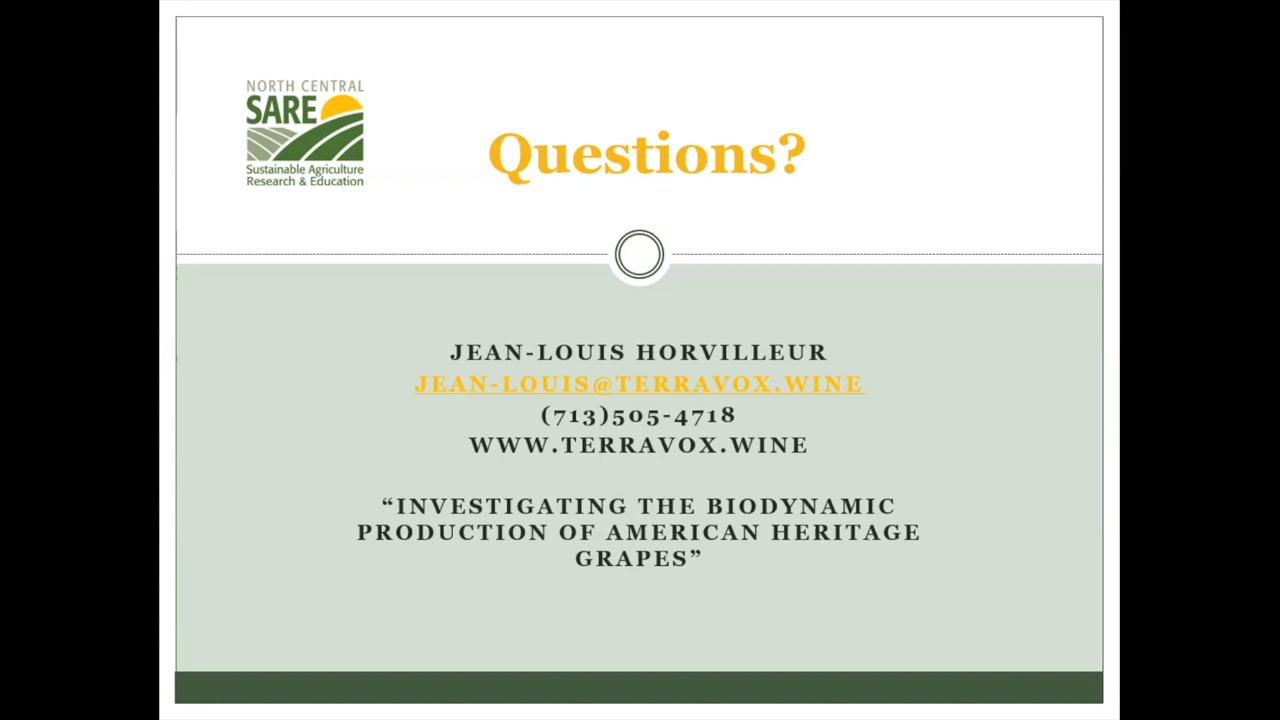 NORTH CENTRAL
SARE
Sustainable Agriculture
Research & Education
Questions?
JEAN-LOUIS HORVILLEUR
JEAN-LOUIS@TERRAVOX.WINE
(713)505-4718
WWW.TERRAVOX.WINE
“INVESTIGATING THE BIODYNAMIC
PRODUCTION OF AMERICAN HERITAGE
GRAPES”